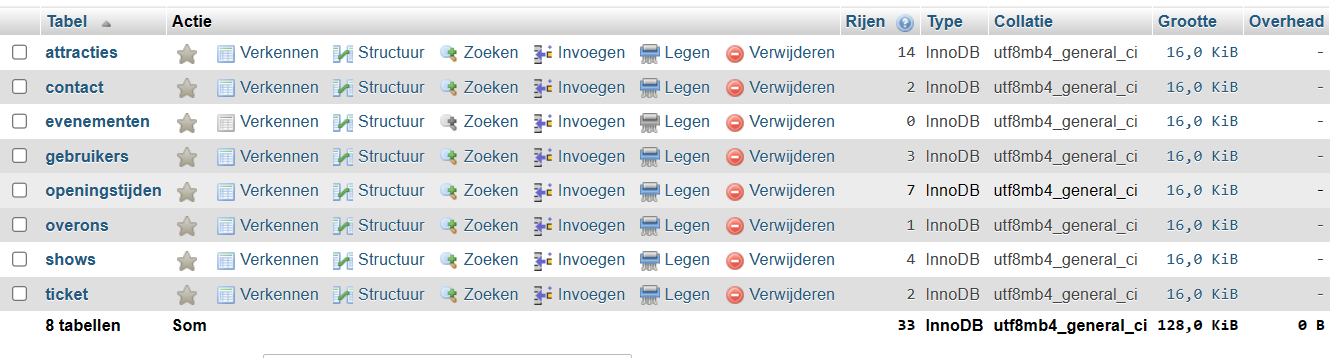 Tabel Actie Rijen Type Collatie Grootte Overhead
attracties Verkennen Structuur Zoeken Invoegen Legen Verwijderen 14 InnoDB utf8mb4_general_ci 16,0 KiB -
contact Verkennen Structuur Zoeken Invoegen Legen Verwijderen 2 InnoDB utf8mb4_general_ci 16,0 KiB -
evenementen Verkennen Structuur Zoeken Invoegen Legen Verwijderen 0 InnoDB utf8mb4_general_ci 16,0 KiB -
gebruikers Verkennen Structuur Zoeken Invoegen Legen Verwijderen 3 InnoDB utf8mb4_general_ci 16,0 KiB -
openingstijden Verkennen Structuur Zoeken Invoegen Legen Verwijderen 7 InnoDB utf8mb4_general_ci 16,0 KiB -
overons Verkennen Structuur Zoeken Invoegen Legen Verwijderen 1 InnoDB utf8mb4_general_ci 16,0 KiB -
shows Verkennen Structuur Zoeken Invoegen Legen Verwijderen 4 InnoDB utf8mb4_general_ci 16,0 KiB -
ticket Verkennen Structuur Zoeken Invoegen Legen Verwijderen 2 InnoDB utf8mb4_general_ci 16,0 KiB -
8 tabellen Som 33 InnoDB utf8mb4_general_ci 128,0 KiB 0 B